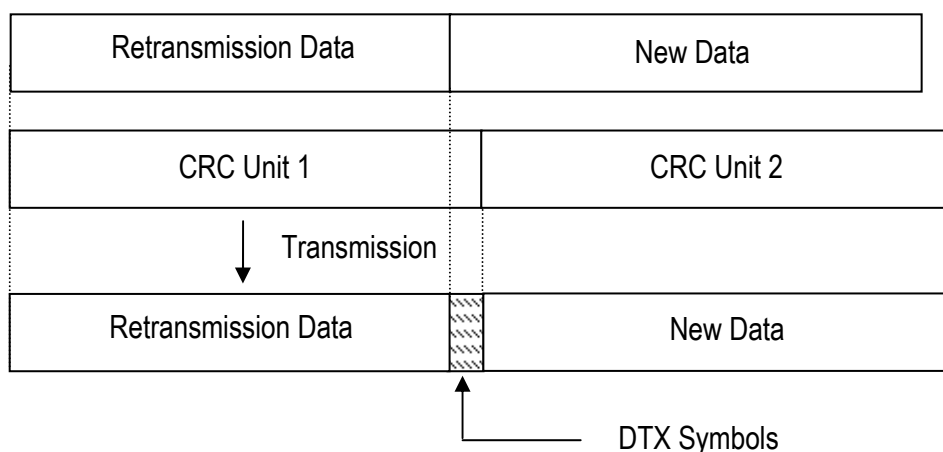 Retransmission Data New Data
CRC Unit 1 CRC Unit 2
Transmission
Retransmission Data New Data
DTX Symbols